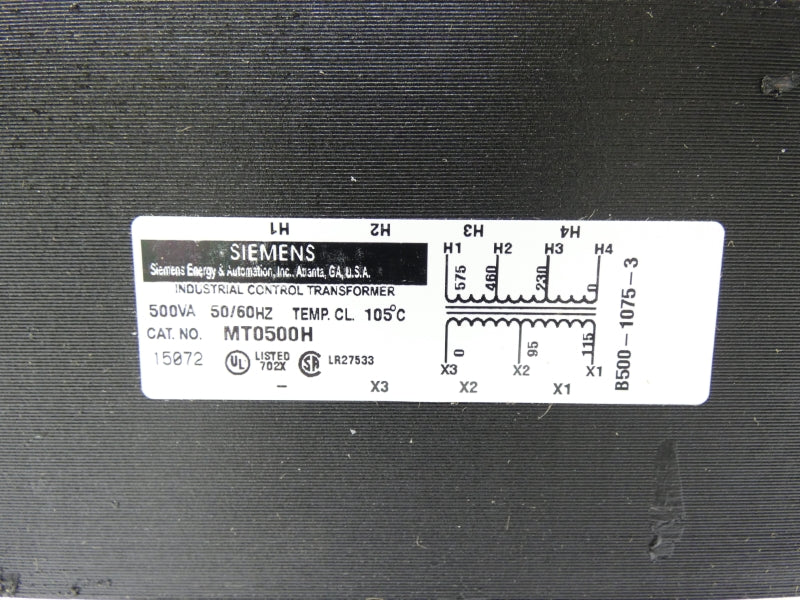 H1 H2 H3 H4
SIEMENS
Siemens Energy & Automation, Inc., Atlanta, GA, U.S.A.
INDUSTRIAL CONTROL TRANSFORMER
500VA 50/60HZ TEMP. CL. 105°C
CAT. NO. MT0500H
15072 UL LISTED 702X SA LR27533
- X3 X2 X1
H1 H2 H3 H4
575 460 230 0
0 95 115
X3 X2 X1
B500-1075-3